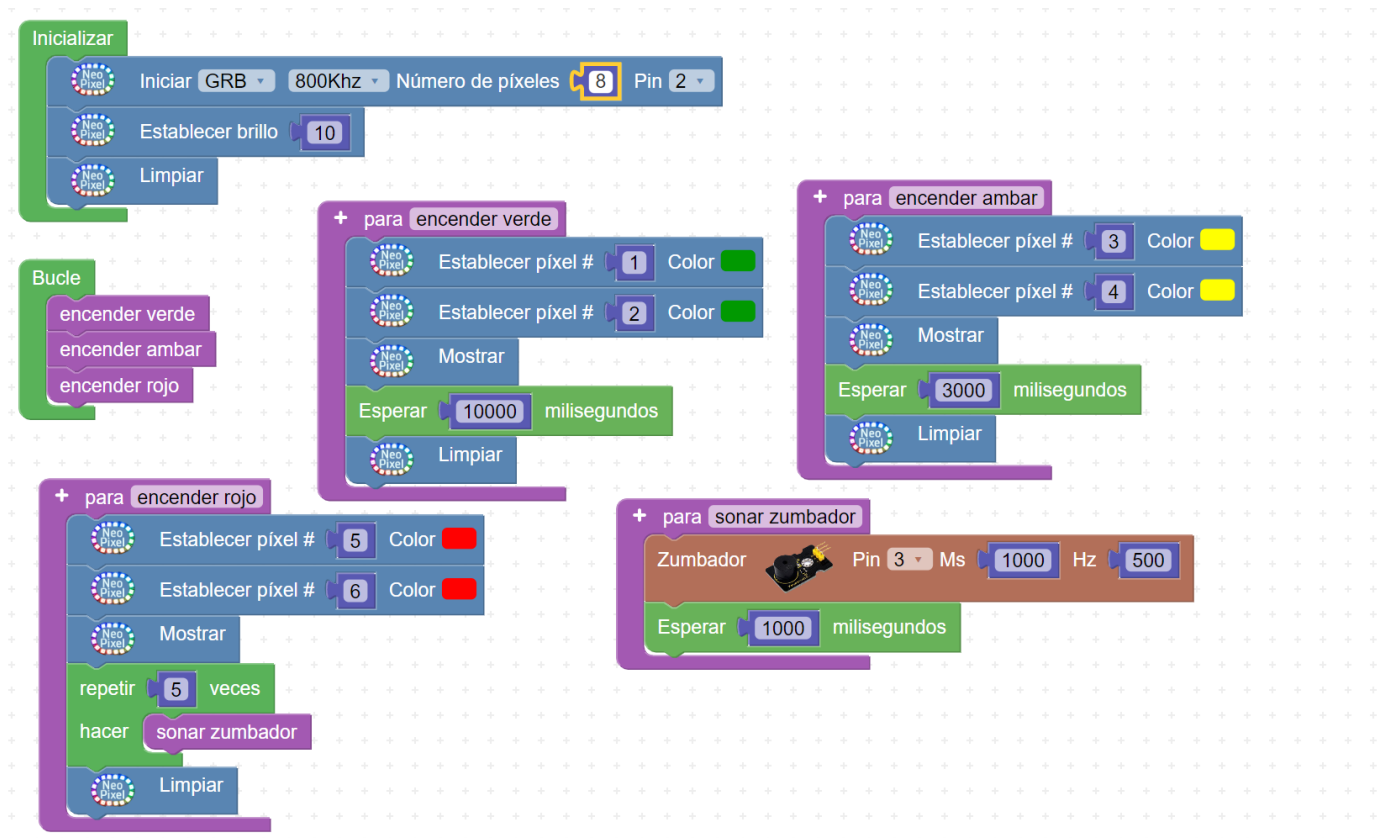 Inicializar
Neo Pixel Iniciar GRB 800Khz Número de píxeles 8 Pin 2
Neo Pixel Establecer brillo 10
Neo Pixel Limpiar
Bucle
encender verde
encender ambar
encender rojo
+ para encender verde
Neo Pixel Establecer píxel # 1 Color
Neo Pixel Establecer píxel # 2 Color
Neo Pixel Mostrar
Esperar 10000 milisegundos
Neo Pixel Limpiar
+ para encender ambar
Neo Pixel Establecer píxel # 3 Color
Neo Pixel Establecer píxel # 4 Color
Neo Pixel Mostrar
Esperar 3000 milisegundos
Neo Pixel Limpiar
+ para encender rojo
Neo Pixel Establecer píxel # 5 Color
Neo Pixel Establecer píxel # 6 Color
Neo Pixel Mostrar
repetir 5 veces
hacer sonar zumbador
Neo Pixel Limpiar
+ para sonar zumbador
Zumbador Pin 3 Ms 1000 Hz 500
Esperar 1000 milisegundos